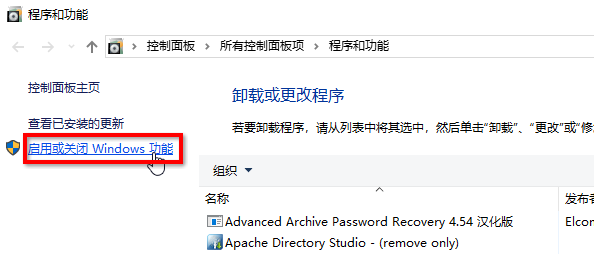 程序和功能
控制面板 > 所有控制面板项 > 程序和功能
控制面板主页
卸载或更改程序
查看已安装的更新
若要卸载程序，请从列表中将其选中，然后单击“卸载”、“更改”或“修
启用或关闭 Windows 功能
组织
名称
发布者
Advanced Archive Password Recovery 4.54 汉化版
Elcom
Apache Directory Studio - (remove only)